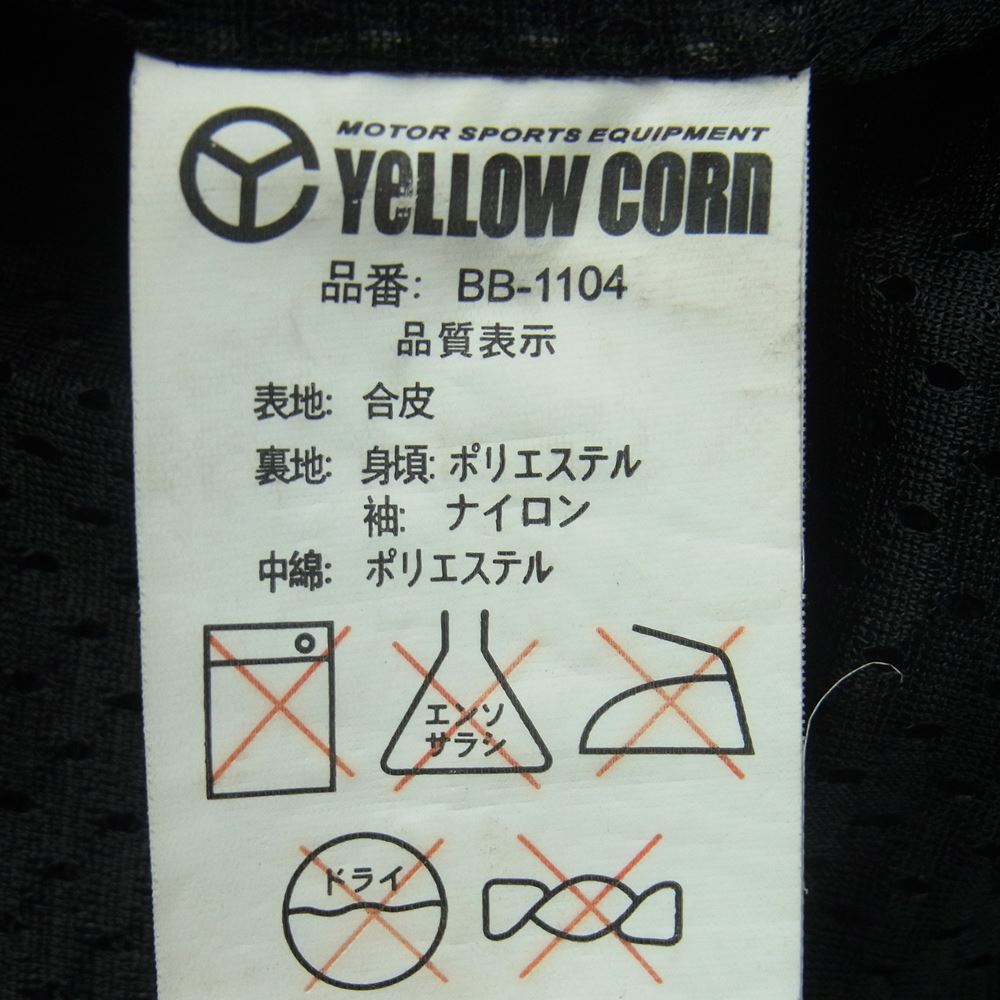 MOTOR SPORTS EQUIPMENT
YeLLOW CORn
品番: BB-1104
品質表示
表地: 合皮
裏地: 身頃: ポリエステル
袖: ナイロン
中綿: ポリエステル
エンソ
サラシ
ドライ